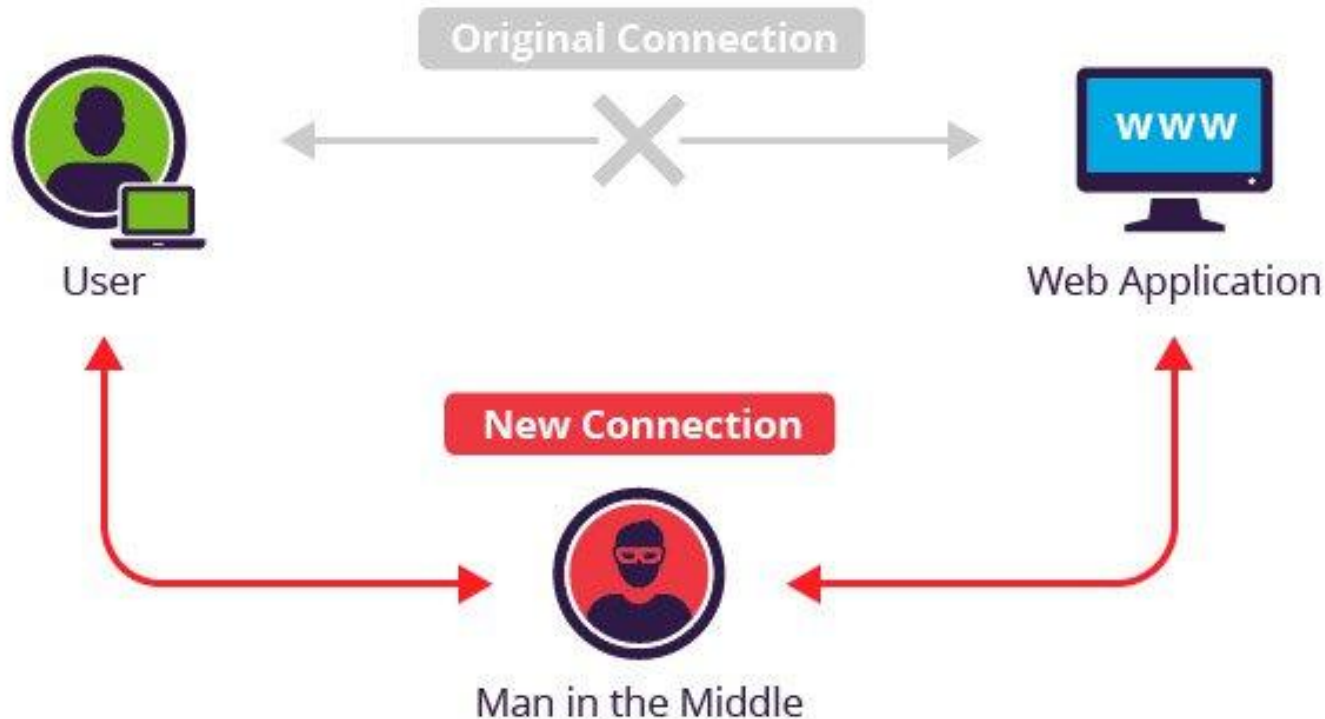 Original Connection
www
User
Web Application
New Connection
Man in the Middle